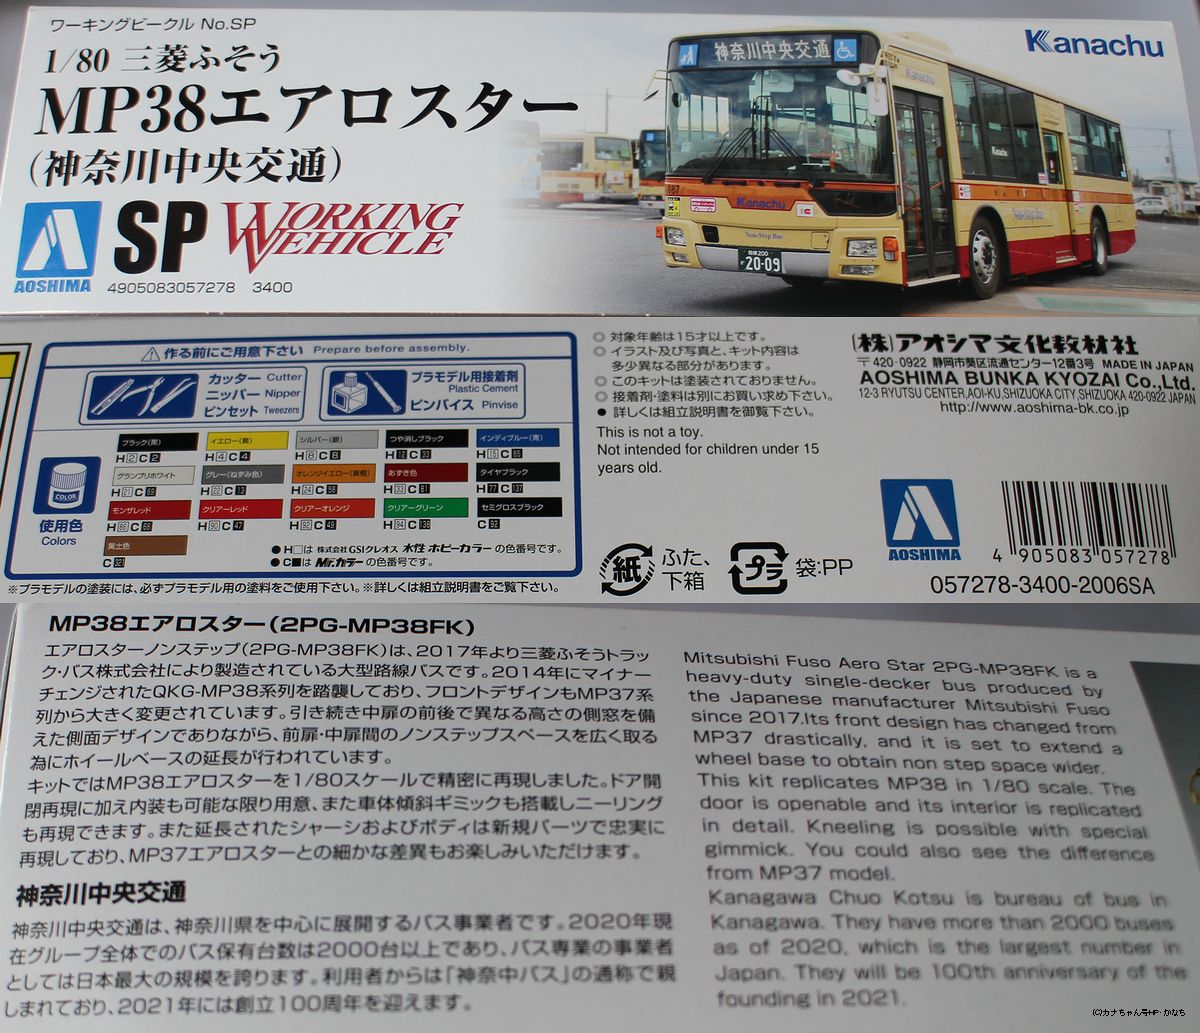 ワーキングビークル No.SP
1/80 三菱ふそう
MP38エアロスター
(神奈川中央交通)
AOSHIMA
SP
WORKING
VEHICLE
4905083057278 3400
Kanachu
神奈川中央交通
Kanachu
Kanachu
Kanachu
Non-Step Bus
Non-Step Bus
20-09
作る前にご用意下さい Prepare before assembly.
カッター Cutter
ニッパー Nipper
ピンセット Tweezers
プラモデル用接着剤
Plastic Cement
ピンバイス Pinvise
COLOR
使用色
Colors
ブラック(黒) イエロー(黄) シルバー(銀) つや消しブラック インディブルー(青)
H2 C2 H4 C4 H8 C8 H12 C33 H15 C65
グランプリホワイト グレー(ねずみ色) オレンジイエロー(黄橙) あずき色 タイヤブラック
H21 C69 H22 C13 H24 C58 H33 C81 H77 C137
モンザレッド クリアーレッド クリアーオレンジ クリアーグリーン セミグロスブラック
H86 C68 H90 C47 H92 C49 H94 C138 C92
黄土色
●H□は 株式会社GSIクレオス 水性 ホビーカラー の色番号です。
●C■は Mr.カラー の色番号です。
※プラモデルの塗装には、必ずプラモデル用の塗料をご使用下さい。※詳しくは組立説明書をご覧下さい。
◎ 対象年齢は15才以上です。
◎ イラスト及び写真と、キット内容は
多少異なる部分があります。
◎ このキットは塗装されておりません。
◎ 接着剤・塗料は別にお買い求め下さい。
● 詳しくは組立説明書を御覧下さい。
This is not a toy.
Not intended for children under 15
years old.
紙
ふた、
下箱
プラ
袋:PP
(株)アオシマ文化教材社
〒420-0922 静岡市葵区流通センター12番3号 MADE IN JAPAN
AOSHIMA BUNKA KYOZAI Co.,Ltd.
12-3 RYUTSU CENTER,AOI-KU,SHIZUOKA CITY,SHIZUOKA 420-0922 JAPAN
http://www.aoshima-bk.co.jp
AOSHIMA
4 905083 057278
057278-3400-2006SA
MP38エアロスター(2PG-MP38FK)
エアロスターノンステップ(2PG-MP38FK)は、2017年より三菱ふそうトラッ
ク・バス株式会社により製造されている大型路線バスです。2014年にマイナー
チェンジされたQKG-MP38系列を踏襲しており、フロントデザインもMP37系
列から大きく変更されています。引き続き中扉の前後で異なる高さの側窓を備
えた側面デザインでありながら、前扉・中扉間のノンステップスペースを広く取る
為にホイールベースの延長が行われています。
キットではMP38エアロスターを1/80スケールで精密に再現しました。ドア開
閉再現に加え内装も可能な限り用意、また車体傾斜ギミックも搭載しニーリング
も再現できます。また延長されたシャーシおよびボディは新規パーツで忠実に
再現しており、MP37エアロスターとの細かな差異もお楽しみいただけます。
神奈川中央交通
神奈川中央交通は、神奈川県を中心に展開するバス事業者です。2020年現
在グループ全体でのバス保有台数は2000台以上であり、バス専業の事業者
としては日本最大の規模を誇ります。利用者からは「神奈中バス」の通称で親
しまれており、2021年には創立100周年を迎えます。
Mitsubishi Fuso Aero Star 2PG-MP38FK is a
heavy-duty single-decker bus produced by
the Japanese manufacturer Mitsubishi Fuso
since 2017.Its front design has changed from
MP37 drastically, and it is set to extend a
wheel base to obtain non step space wider.
This kit replicates MP38 in 1/80 scale. The
door is openable and its interior is replicated
in detail. Kneeling is possible with special
gimmick. You could also see the difference
from MP37 model.
Kanagawa Chuo Kotsu is bureau of bus in
Kanagawa. They have more than 2000 buses
as of 2020, which is the largest number in
Japan. They will be 100th anniversary of the
founding in 2021.
(C)カナちゃん号HP・かなち